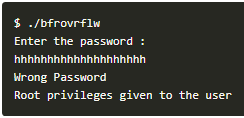 $ ./bfrovrflw
Enter the password :
hhhhhhhhhhhhhhhhhhhh
Wrong Password
Root privileges given to the user